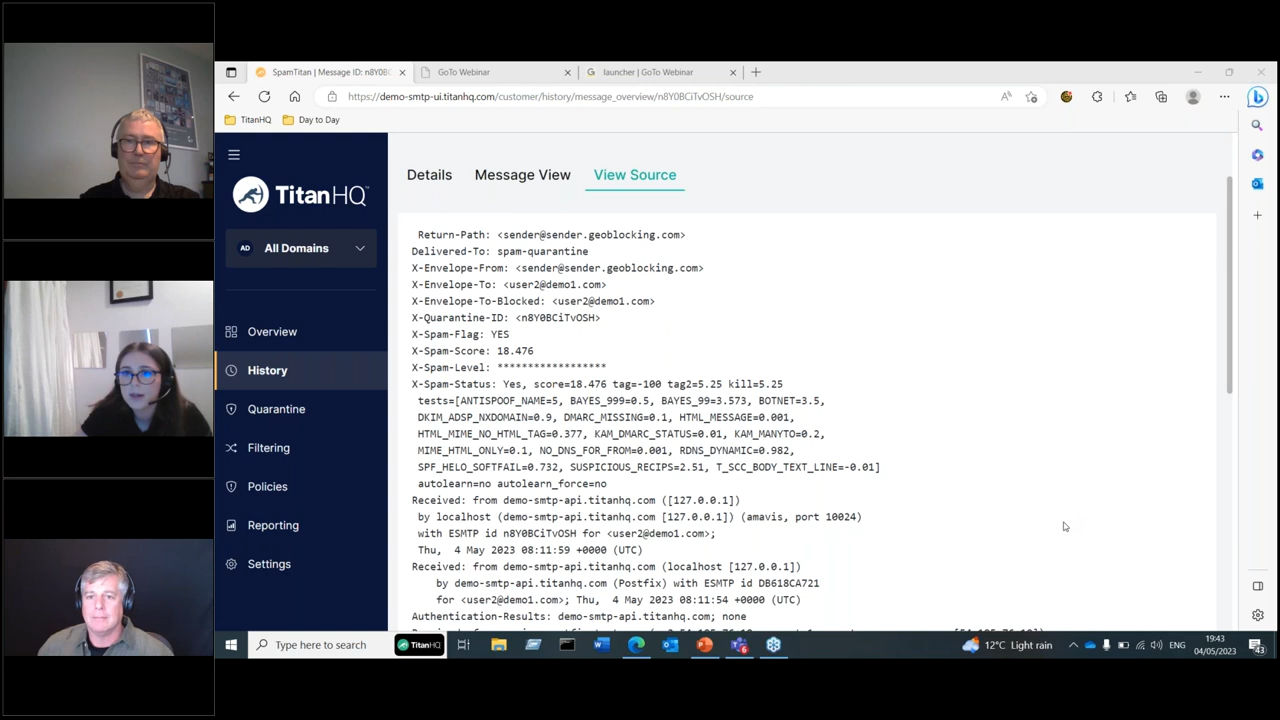 SpamTitan | Message ID: n8Y0BC
GoTo Webinar
launcher | GoTo Webinar
https://demo-smtp-ui.titanhq.com/customer/history/message_overview/n8Y0BCiTvOSH/source
TitanHQ
Day to Day
TitanHQ
AD
All Domains
Overview
History
Quarantine
Filtering
Policies
Reporting
Settings
Details
Message View
View Source
Return-Path: <sender@sender.geoblocking.com>
Delivered-To: spam-quarantine
X-Envelope-From: <sender@sender.geoblocking.com>
X-Envelope-To: <user2@demo1.com>
X-Envelope-To-Blocked: <user2@demo1.com>
X-Quarantine-ID: <n8Y0BCiTvOSH>
X-Spam-Flag: YES
X-Spam-Score: 18.476
X-Spam-Level: ******************
X-Spam-Status: Yes, score=18.476 tag=-100 tag2=5.25 kill=5.25
tests=[ANTISPOOF_NAME=5, BAYES_999=0.5, BAYES_99=3.573, BOTNET=3.5,
DKIM_ADSP_NXDOMAIN=0.9, DMARC_MISSING=0.1, HTML_MESSAGE=0.001,
HTML_MIME_NO_HTML_TAG=0.377, KAM_DMARC_STATUS=0.01, KAM_MANYTO=0.2,
MIME_HTML_ONLY=0.1, NO_DNS_FOR_FROM=0.001, RDNS_DYNAMIC=0.982,
SPF_HELO_SOFTFAIL=0.732, SUSPICIOUS_RECIPS=2.51, T_SCC_BODY_TEXT_LINE=-0.01]
autolearn=no autolearn_force=no
Received: from demo-smtp-api.titanhq.com ([127.0.0.1])
by localhost (demo-smtp-api.titanhq.com [127.0.0.1]) (amavis, port 10024)
with ESMTP id n8Y0BCiTvOSH for <user2@demo1.com>;
Thu, 4 May 2023 08:11:59 +0000 (UTC)
Received: from demo-smtp-api.titanhq.com (localhost [127.0.0.1])
by demo-smtp-api.titanhq.com (Postfix) with ESMTP id DB618CA721
for <user2@demo1.com>; Thu, 4 May 2023 08:11:54 +0000 (UTC)
Authentication-Results: demo-smtp-api.titanhq.com; none
Type here to search
TitanHQ
12°C Light rain
ENG
19:43
04/05/2023
43